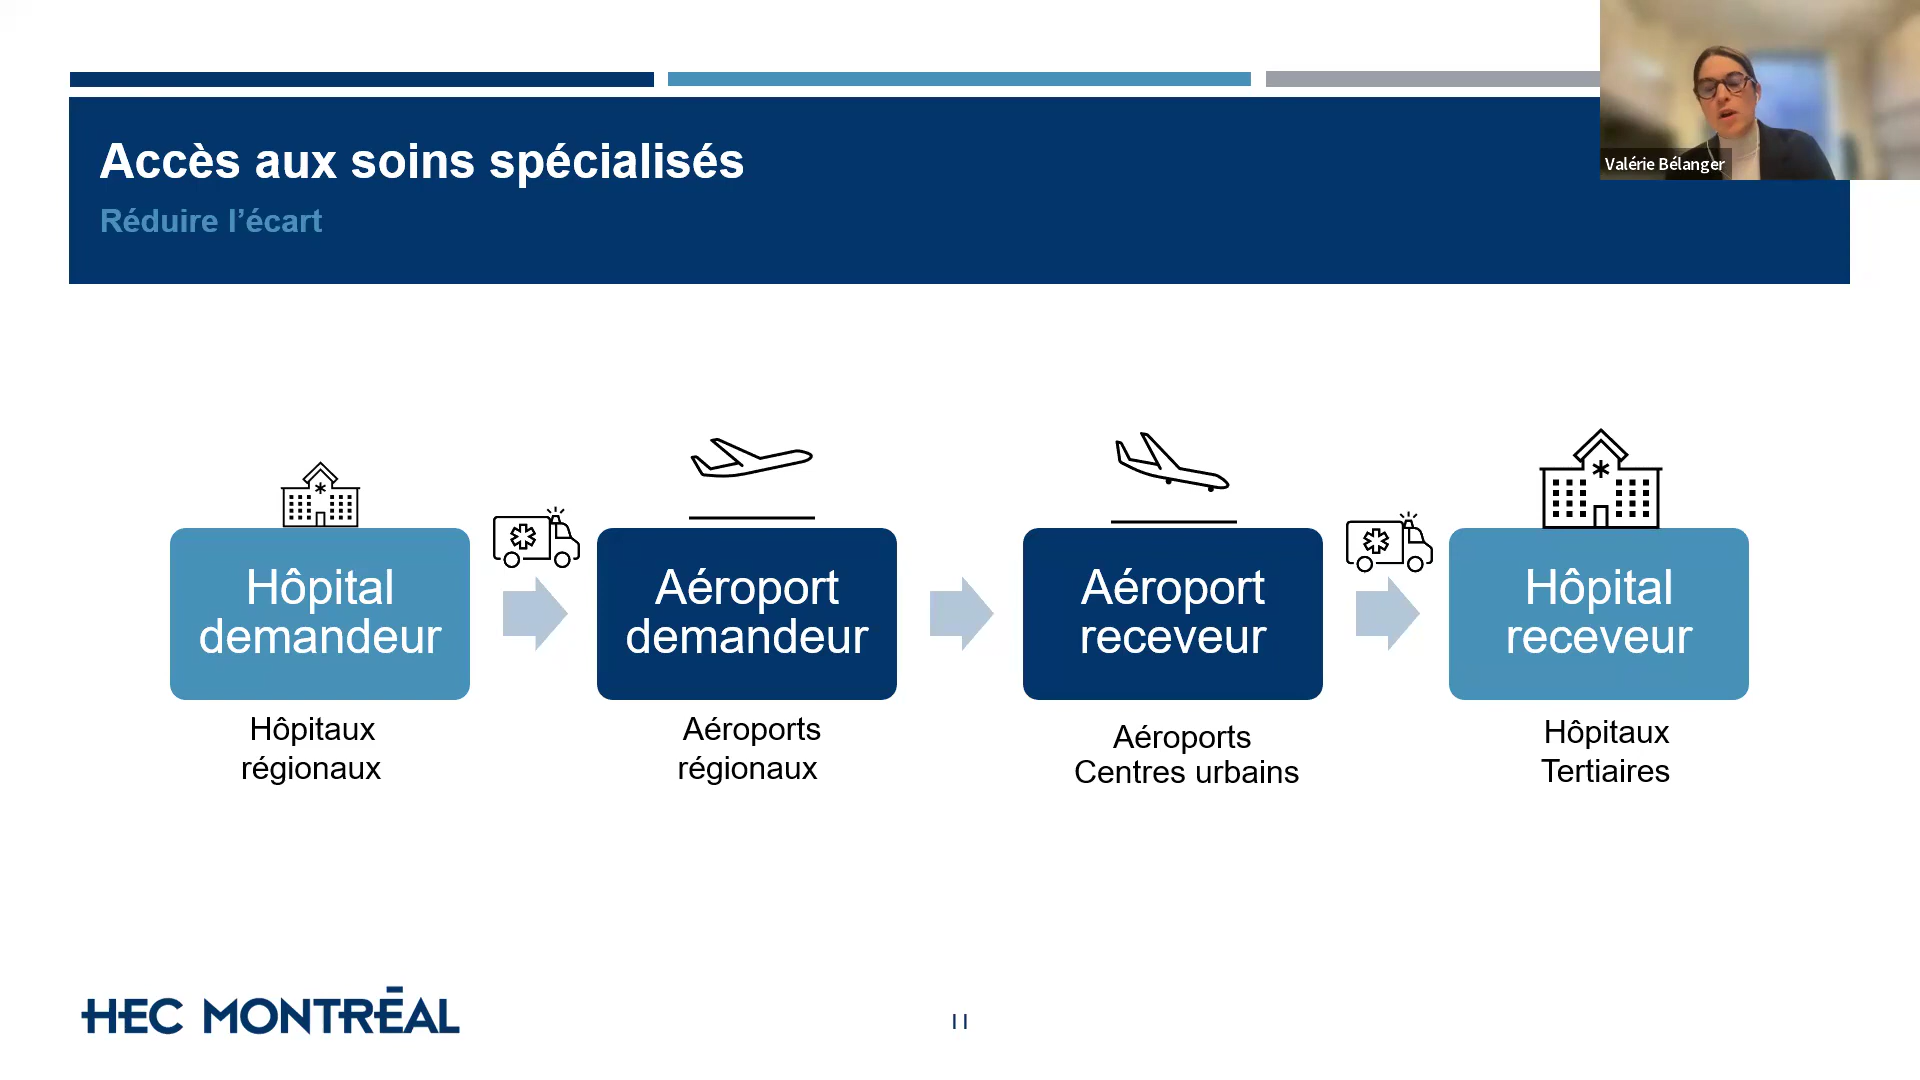 Accès aux soins spécialisés
Réduire l’écart
Valérie Bélanger
Hôpital
demandeur
Aéroport
demandeur
Aéroport
receveur
Hôpital
receveur
Hôpitaux
régionaux
Aéroports
régionaux
Aéroports
Centres urbains
Hôpitaux
Tertiaires
HEC MONTRÉAL
11